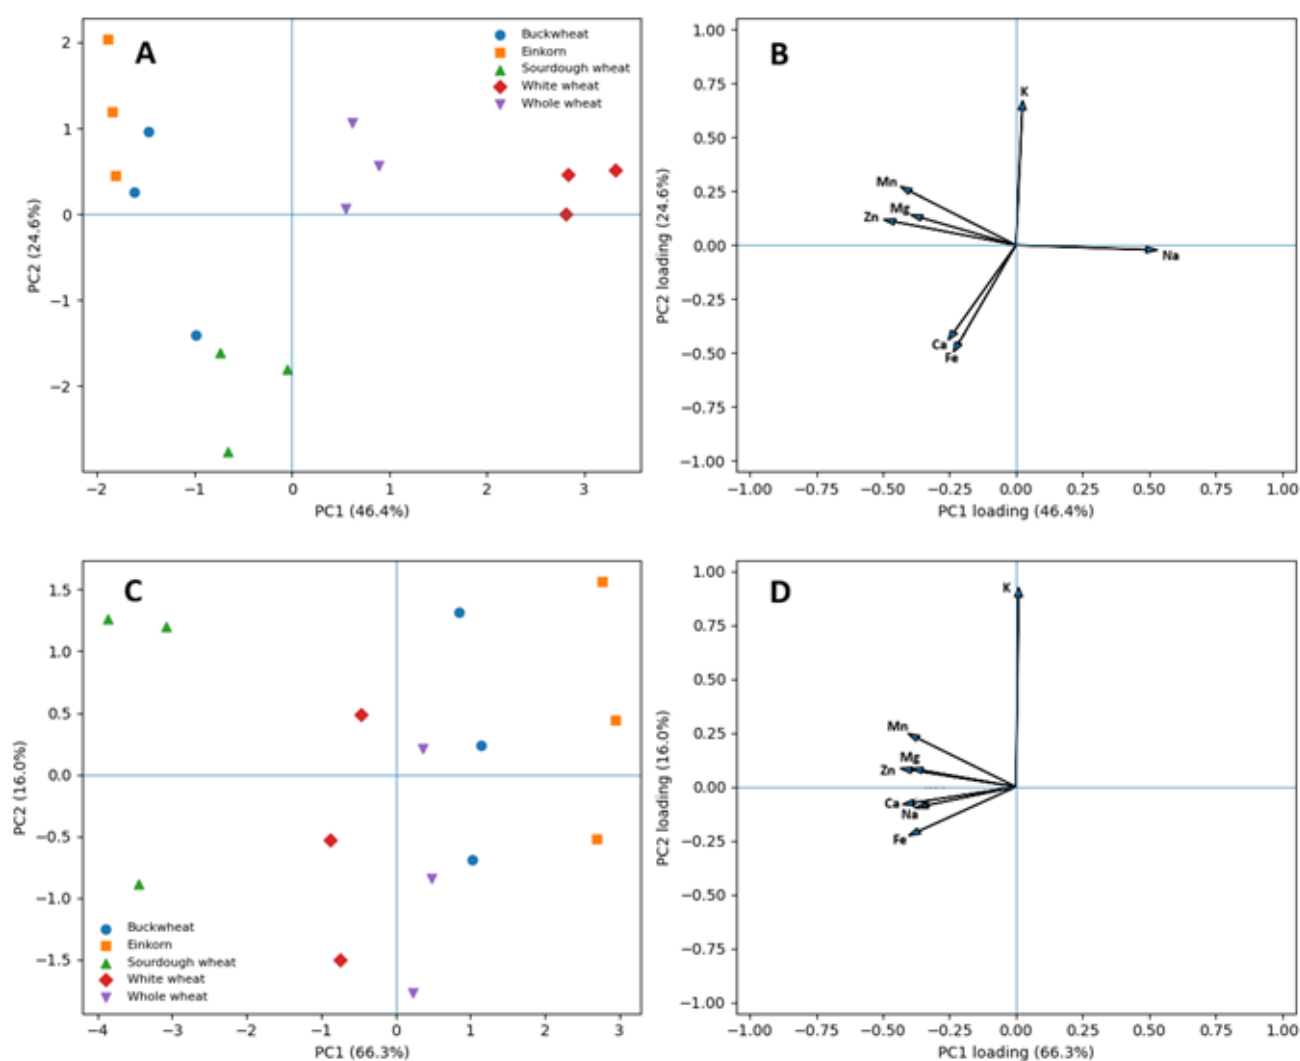 A
Buckwheat
Einkorn
Sourdough wheat
White wheat
Whole wheat
2
1
0
−1
−2
PC2 (24.6%)
−2
−1
0
1
2
3
PC1 (46.4%)
B
1.00
0.75
0.50
0.25
0.00
−0.25
−0.50
−0.75
−1.00
PC2 loading (24.6%)
K
Mn
Mg
Zn
Na
Ca
Fe
−1.00
−0.75
−0.50
−0.25
0.00
0.25
0.50
0.75
1.00
PC1 loading (46.4%)
C
1.5
1.0
0.5
0.0
−0.5
−1.0
−1.5
PC2 (16.0%)
Buckwheat
Einkorn
Sourdough wheat
White wheat
Whole wheat
−4
−3
−2
−1
0
1
2
3
PC1 (66.3%)
D
1.00
0.75
0.50
0.25
0.00
−0.25
−0.50
−0.75
−1.00
PC2 loading (16.0%)
K
Mn
Mg
Zn
Ca
Na
Fe
−1.00
−0.75
−0.50
−0.25
0.00
0.25
0.50
0.75
1.00
PC1 loading (66.3%)